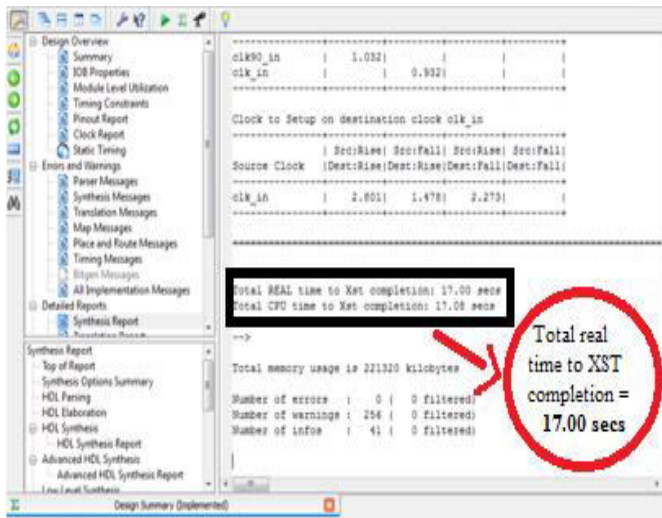 Design Overview
Summary
IOB Properties
Module Level Utilization
Timing Constraints
Pinout Report
Clock Report
Static Timing
Errors and Warnings
Parser Messages
Synthesis Messages
Translation Messages
Map Messages
Place and Route Messages
Timing Messages
Bitgen Messages
All Implementation Messages
Detailed Reports
Synthesis Report
Translation Report
Synthesis Report
Top of Report
Synthesis Options Summary
HDL Parsing
HDL Elaboration
HDL Synthesis
HDL Synthesis Report
Advanced HDL Synthesis
Advanced HDL Synthesis Report
Low Level Synthesis
Design Summary (Implemented)
---------------+---------+---------+---------+---------+
clk90_in | 1.032| | | |
clk_in | | 0.932| | |
---------------+---------+---------+---------+---------+
Clock to Setup on destination clock clk_in
---------------+---------+---------+---------+---------+
| Src:Rise| Src:Fall| Src:Rise| Src:Fall|
Source Clock |Dest:Rise|Dest:Rise|Dest:Fall|Dest:Fall|
---------------+---------+---------+---------+---------+
clk_in | 2.801| 1.478| 2.273| |
---------------+---------+---------+---------+---------+
Total REAL time to Xst completion: 17.00 secs
Total CPU time to Xst completion: 17.08 secs
-->
Total memory usage is 221320 kilobytes
Number of errors : 0 ( 0 filtered)
Number of warnings : 256 ( 0 filtered)
Number of infos : 41 ( 0 filtered)
Total real
time to XST
completion =
17.00 secs